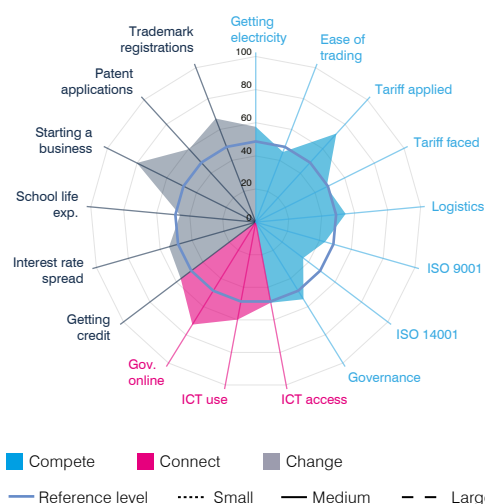 Getting
electricity
Ease of
trading
Tariff applied
Tariff faced
Logistics
ISO 9001
ISO 14001
Governance
ICT access
ICT use
Gov.
online
Getting
credit
Interest rate
spread
School life
exp.
Starting a
business
Patent
applications
Trademark
registrations
100
80
60
40
20
0
Compete
Connect
Change
Reference level
Small
Medium
Larg